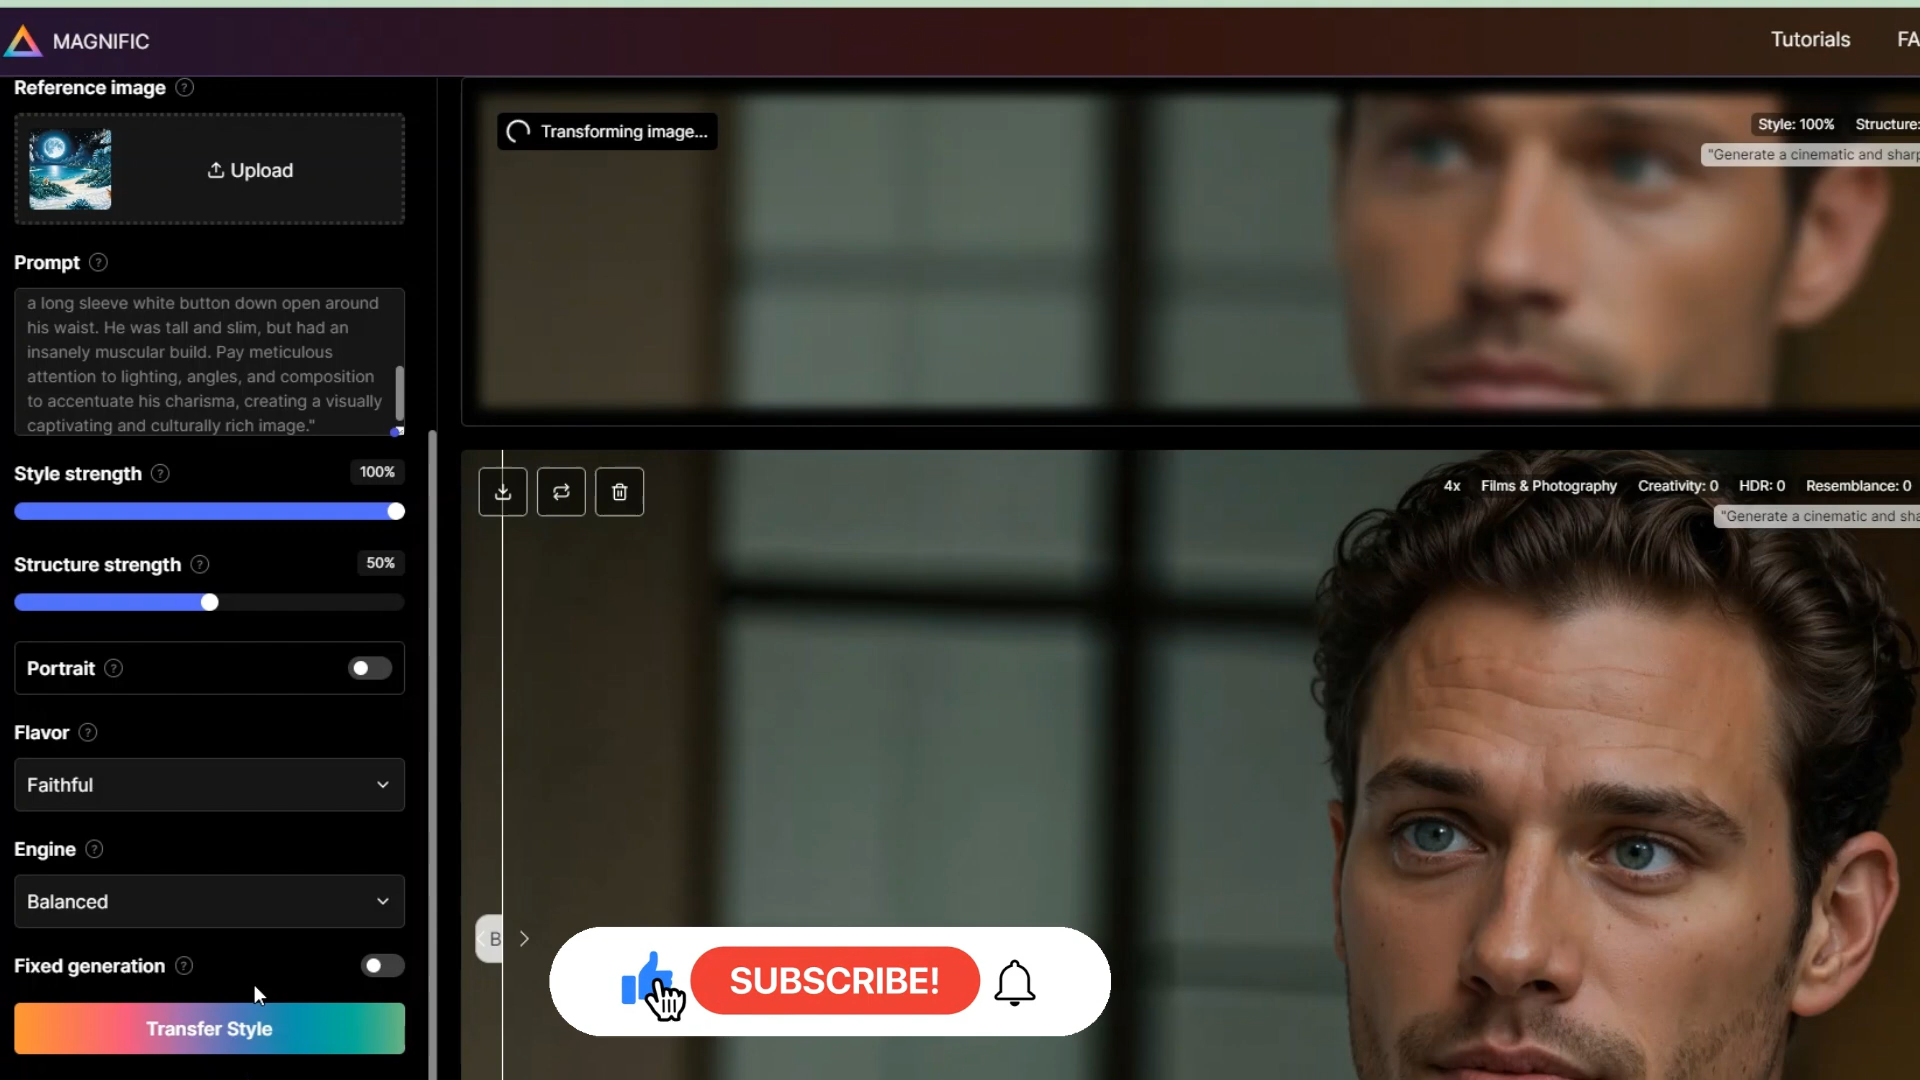 MAGNIFIC
Tutorials
FA
Reference image
Upload
Transforming image...
Style: 100% Structure:
"Generate a cinematic and sharp
Prompt
a long sleeve white button down open around
his waist. He was tall and slim, but had an
insanely muscular build. Pay meticulous
attention to lighting, angles, and composition
to accentuate his charisma, creating a visually
captivating and culturally rich image."
Style strength
100%
4x Films & Photography Creativity: 0 HDR: 0 Resemblance: 0
"Generate a cinematic and sha
Structure strength
50%
Portrait
Flavor
Faithful
Engine
Balanced
B
Fixed generation
SUBSCRIBE!
Transfer Style